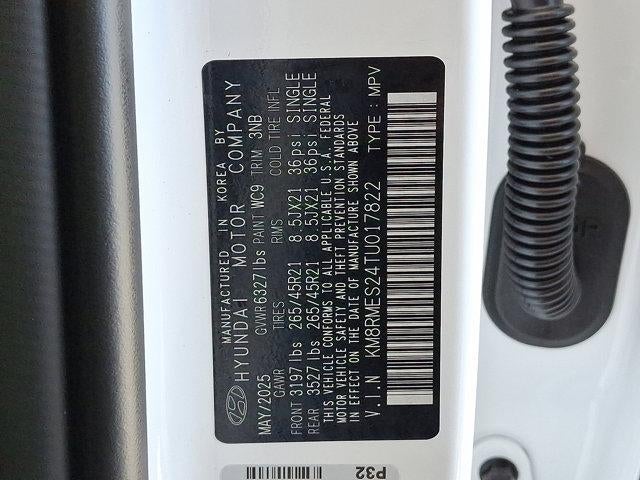 MANUFACTURED IN KOREA BY
HYUNDAI MOTOR COMPANY
MAY/2025 GVWR 6327 lbs PAINT WC9 TRIM 3NB
GAWR TIRES RIMS COLD TIRE INFL
FRONT 3197 lbs 265/45R21 8.5JX21 36psi SINGLE
REAR 3527 lbs 265/45R21 8.5JX21 36psi SINGLE
THIS VEHICLE CONFORMS TO ALL APPLICABLE U.S.A. FEDERAL
MOTOR VEHICLE SAFETY AND THEFT PREVENTION STANDARDS
IN EFFECT ON THE DATE OF MANUFACTURE SHOWN ABOVE
V.I.N KM8RMES24TU017822 TYPE : MPV
P32